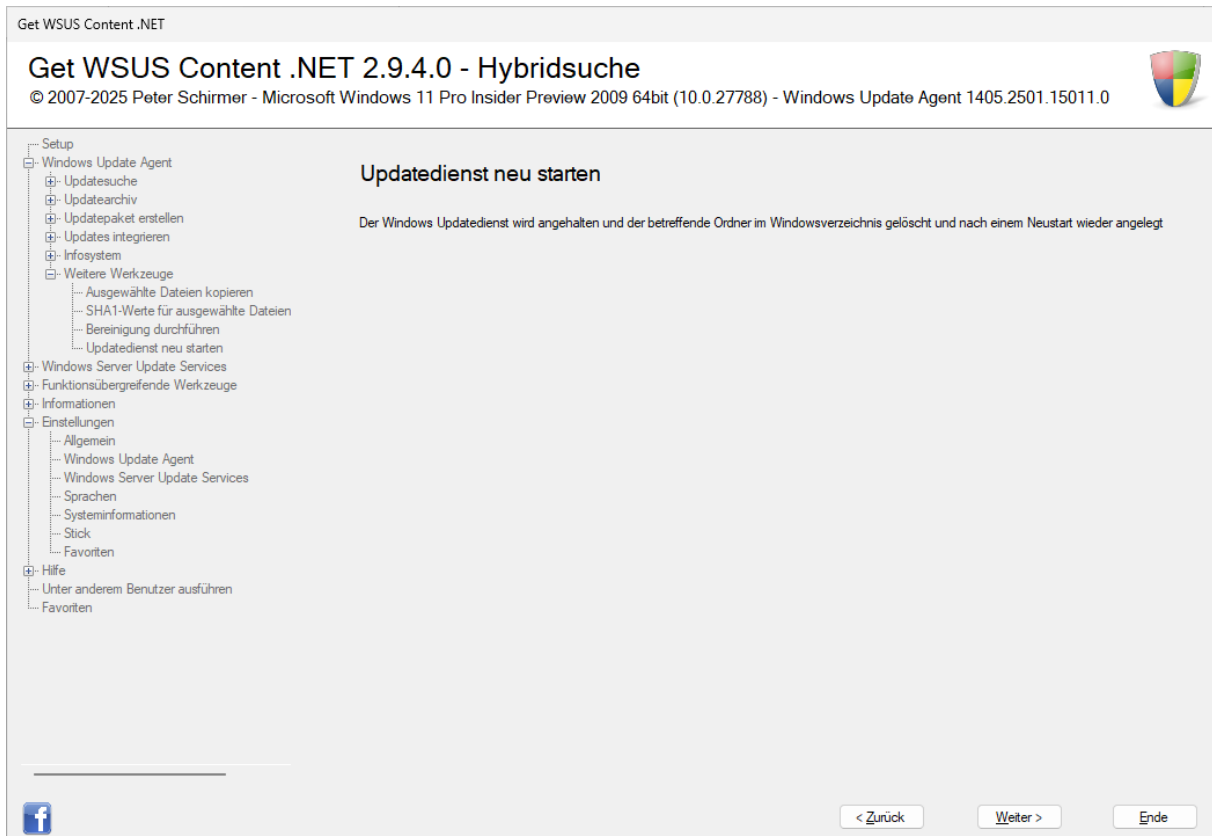 Get WSUS Content .NET
Get WSUS Content .NET 2.9.4.0 - Hybridsuche
© 2007-2025 Peter Schirmer - Microsoft Windows 11 Pro Insider Preview 2009 64bit (10.0.27788) - Windows Update Agent 1405.2501.15011.0
Setup
Windows Update Agent
Updatesuche
Updatearchiv
Updatepaket erstellen
Updates integrieren
Infosystem
Weitere Werkzeuge
Ausgewählte Dateien kopieren
SHA1-Werte für ausgewählte Dateien
Bereinigung durchführen
Updatedienst neu starten
Windows Server Update Services
Funktionsübergreifende Werkzeuge
Informationen
Einstellungen
Allgemein
Windows Update Agent
Windows Server Update Services
Sprachen
Systeminformationen
Stick
Favoriten
Hilfe
Unter anderem Benutzer ausführen
Favoriten
Updatedienst neu starten
Der Windows Updatedienst wird angehalten und der betreffende Ordner im Windowsverzeichnis gelöscht und nach einem Neustart wieder angelegt
f
< Zurück
Weiter >
Ende